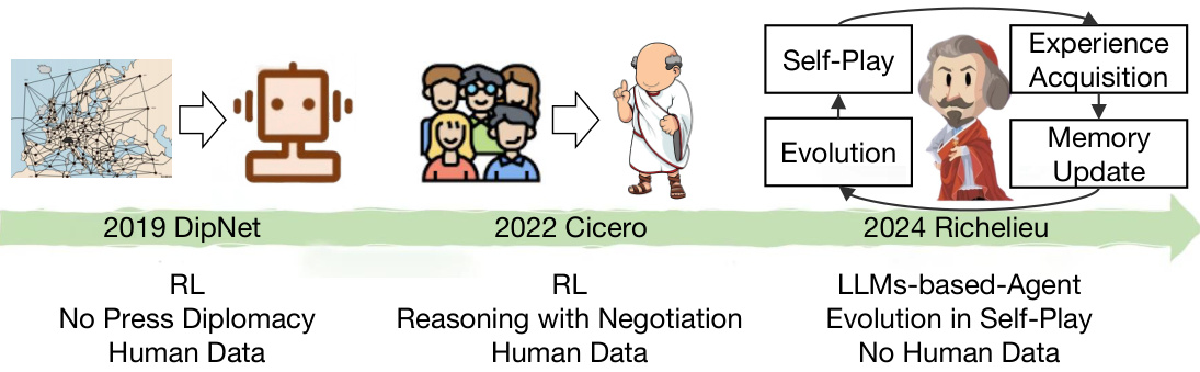 Self-Play
Experience
Acquisition
Evolution
Memory
Update
2019 DipNet
2022 Cicero
2024 Richelieu
RL
No Press Diplomacy
Human Data
RL
Reasoning with Negotiation
Human Data
LLMs-based-Agent
Evolution in Self-Play
No Human Data